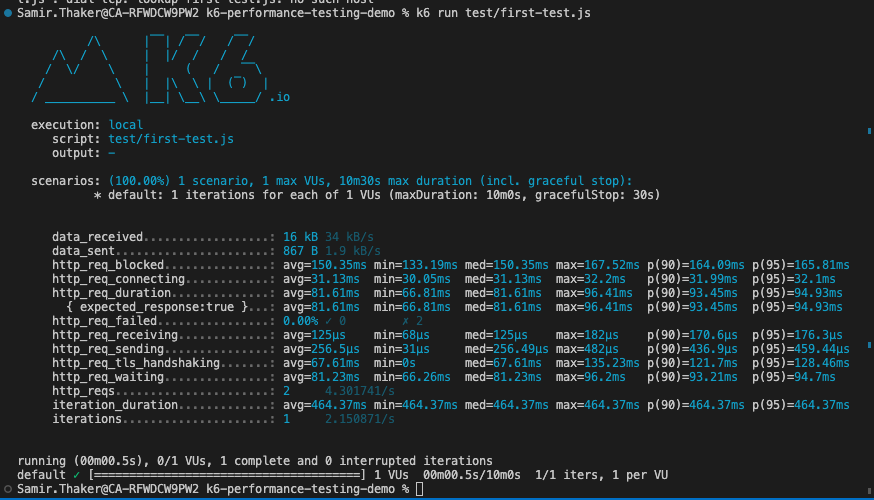 Samir.Thaker@CA-RFWDCW9PW2 k6-performance-testing-demo % k6 run test/first-test.js
K6 .io
execution: local
script: test/first-test.js
output: -
scenarios: (100.00%) 1 scenario, 1 max VUs, 10m30s max duration (incl. graceful stop):
* default: 1 iterations for each of 1 VUs (maxDuration: 10m0s, gracefulStop: 30s)
data_received..................: 16 kB 34 kB/s
data_sent......................: 867 B 1.9 kB/s
http_req_blocked...............: avg=150.35ms min=133.19ms med=150.35ms max=167.52ms p(90)=164.09ms p(95)=165.81ms
http_req_connecting............: avg=31.13ms min=30.05ms med=31.13ms max=32.2ms p(90)=31.99ms p(95)=32.1ms
http_req_duration..............: avg=81.61ms min=66.81ms med=81.61ms max=96.41ms p(90)=93.45ms p(95)=94.93ms
{ expected_response:true }...: avg=81.61ms min=66.81ms med=81.61ms max=96.41ms p(90)=93.45ms p(95)=94.93ms
http_req_failed................: 0.00% ✓ 0 ✗ 2
http_req_receiving.............: avg=125µs min=68µs med=125µs max=182µs p(90)=170.6µs p(95)=176.3µs
http_req_sending...............: avg=256.5µs min=31µs med=256.49µs max=482µs p(90)=436.9µs p(95)=459.44µs
http_req_tls_handshaking.......: avg=67.61ms min=0s med=67.61ms max=135.23ms p(90)=121.7ms p(95)=128.46ms
http_req_waiting...............: avg=81.23ms min=66.26ms med=81.23ms max=96.2ms p(90)=93.21ms p(95)=94.7ms
http_reqs......................: 2 4.301741/s
iteration_duration.............: avg=464.37ms min=464.37ms med=464.37ms max=464.37ms p(90)=464.37ms p(95)=464.37ms
iterations.....................: 1 2.150871/s
running (00m00.5s), 0/1 VUs, 1 complete and 0 interrupted iterations
default ✓ [======================================] 1 VUs 00m00.5s/10m0s 1/1 iters, 1 per VU
Samir.Thaker@CA-RFWDCW9PW2 k6-performance-testing-demo %